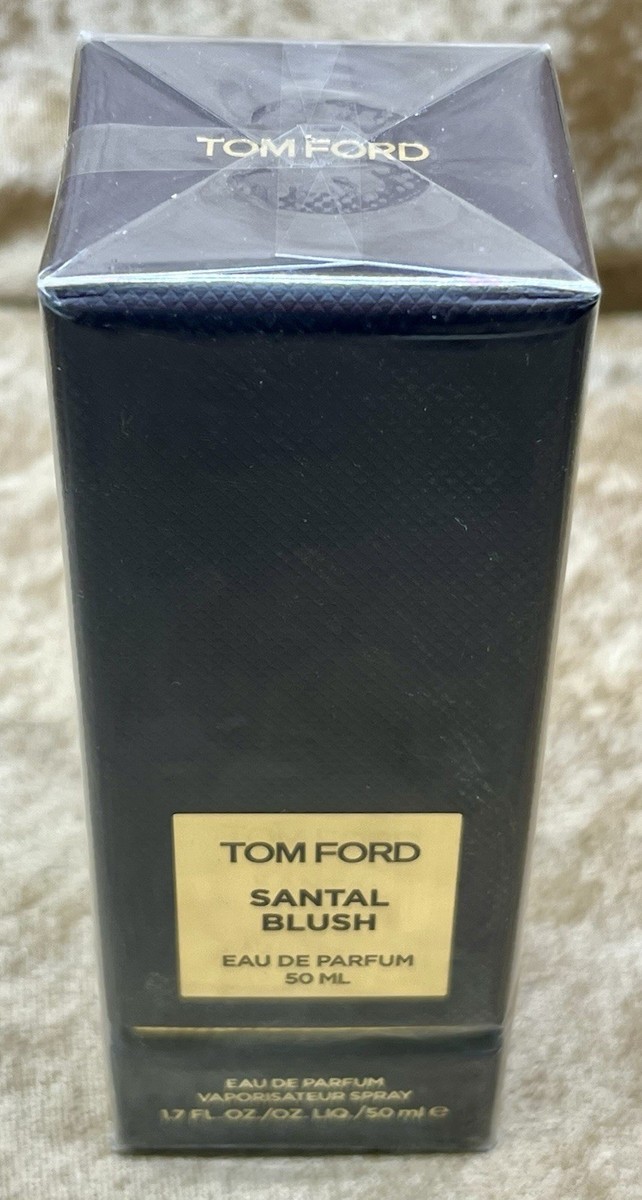 TOM FORD
TOM FORD
SANTAL
BLUSH
EAU DE PARFUM
50 ML
EAU DE PARFUM
VAPORISATEUR SPRAY
1.7 FL. OZ./OZ. LIQ./50 ml ℮